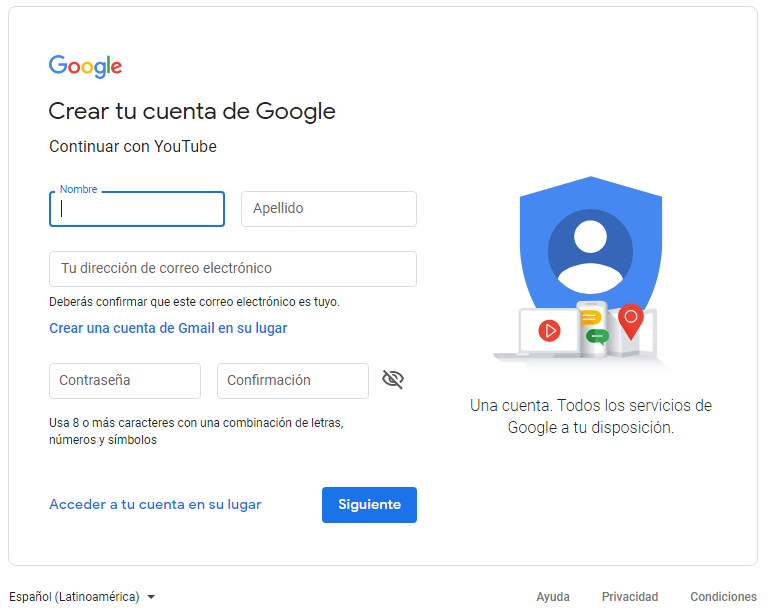 Google
Crear tu cuenta de Google
Continuar con YouTube
Nombre
Apellido
Tu dirección de correo electrónico
Deberás confirmar que este correo electrónico es tuyo.
Crear una cuenta de Gmail en su lugar
Contraseña
Confirmación
Usa 8 o más caracteres con una combinación de letras,
números y símbolos
Acceder a tu cuenta en su lugar
Siguiente
Una cuenta. Todos los servicios de
Google a tu disposición.
Español (Latinoamérica)
Ayuda
Privacidad
Condiciones